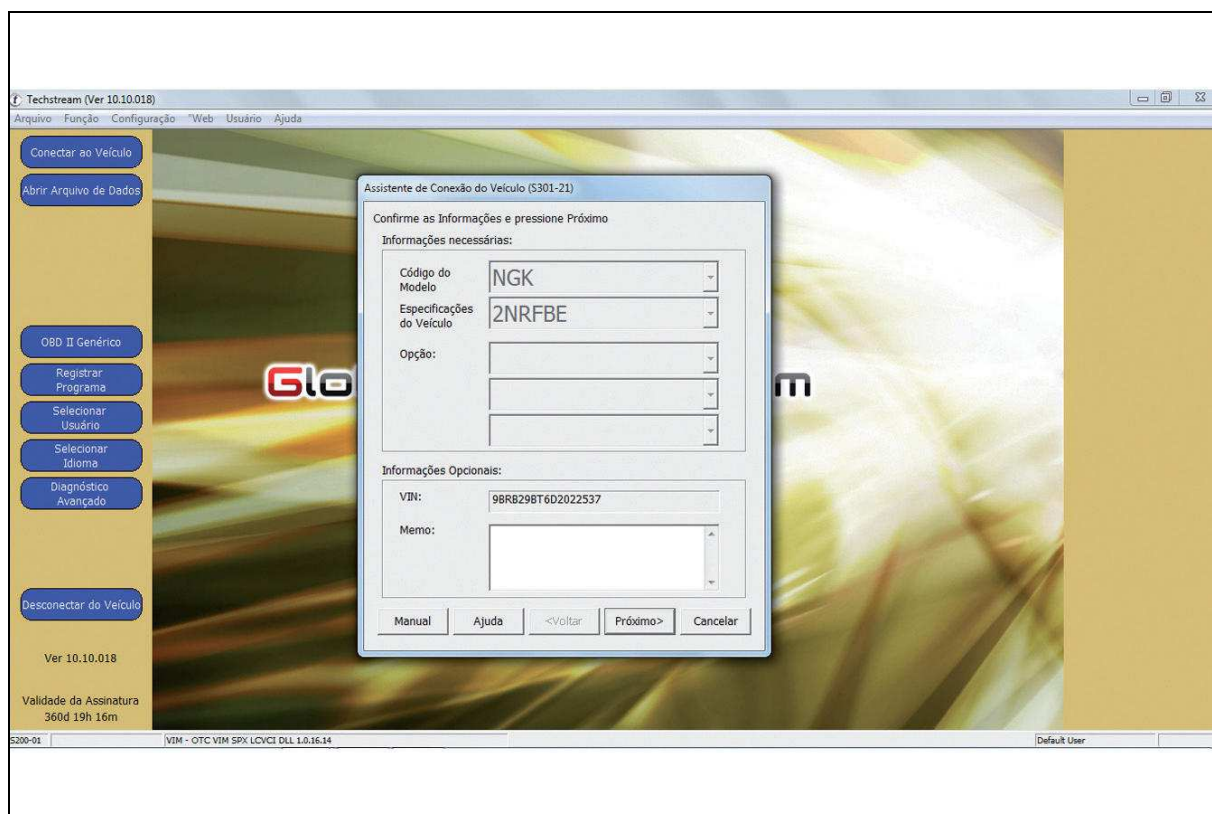 Techstream (Ver 10.10.018)
Arquivo Função Configuração "Web Usuário Ajuda
Conectar ao Veículo
Abrir Arquivo de Dados
OBD II Genérico
Registrar
Programa
Selecionar
Usuário
Selecionar
Idioma
Diagnóstico
Avançado
Desconectar do Veículo
Ver 10.10.018
Validade da Assinatura
360d 19h 16m
Glo
m
Assistente de Conexão do Veículo (S301-21)
Confirme as Informações e pressione Próximo
Informações necessárias:
Código do
Modelo
NGK
Especificações
do Veículo
2NRFBE
Opção:
Informações Opcionais:
VIN:
9BRB29BT6D2022537
Memo:
Manual Ajuda <Voltar Próximo> Cancelar
S200-01 VIM - OTC VIM SPX LCVCI DLL 1.0.16.14 Default User